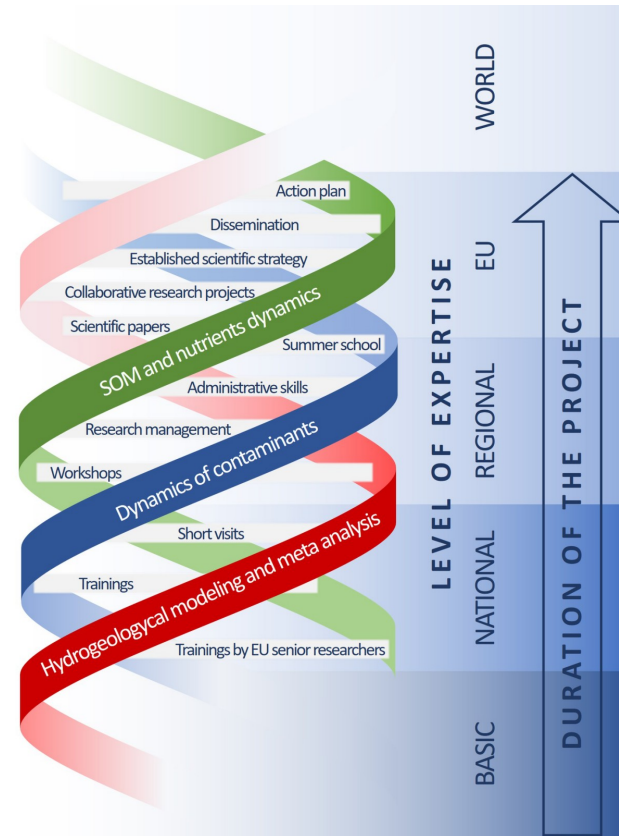 WORLD
Action plan
Dissemination
Established scientific strategy
Collaborative research projects
Scientific papers
SOM and nutrients dynamics
Summer school
Administrative skills
Research management
Dynamics of contaminants
Workshops
Short visits
Hydrogeologycal modeling and meta analysis
Trainings
Trainings by EU senior researchers
EU
REGIONAL
NATIONAL
BASIC
LEVEL OF EXPERTISE
DURATION OF THE PROJECT